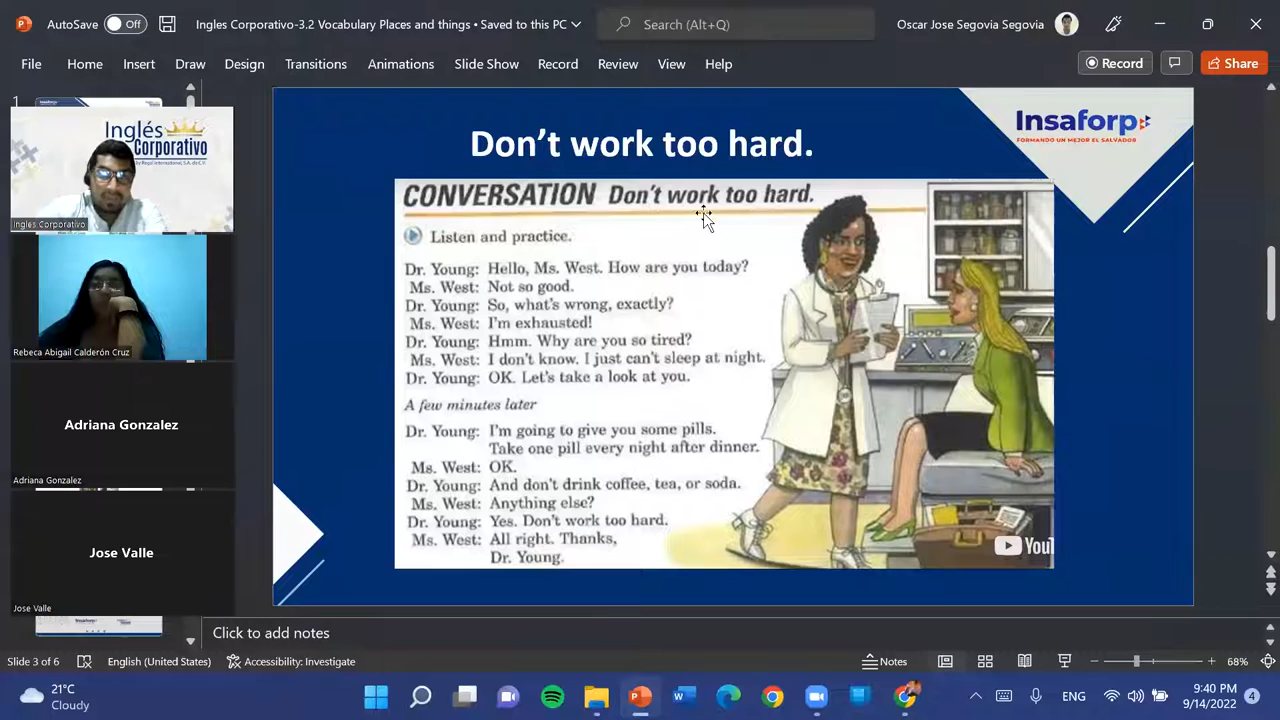 AutoSave Off Ingles Corporativo-3.2 Vocabulary Places and things • Saved to this PC Search (Alt+Q) Oscar Jose Segovia Segovia
File Home Insert Draw Design Transitions Animations Slide Show Record Review View Help Record Share
1
Inglés
Corporativo
by Regal International, S.A. de C.V.
Ingles Corporativo
Rebeca Abigail Calderón Cruz
Adriana Gonzalez
Adriana Gonzalez
Jose Valle
Jose Valle
Don't work too hard.
Insaforp
FORMANDO UN MEJOR EL SALVADOR
CONVERSATION Don't work too hard.
Listen and practice.
Dr. Young: Hello, Ms. West. How are you today?
Ms. West: Not so good.
Dr. Young: So, what's wrong, exactly?
Ms. West: I'm exhausted!
Dr. Young: Hmm. Why are you so tired?
Ms. West: I don't know. I just can't sleep at night.
Dr. Young: OK. Let's take a look at you.
A few minutes later
Dr. Young: I'm going to give you some pills.
Take one pill every night after dinner.
Ms. West: OK.
Dr. Young: And don't drink coffee, tea, or soda.
Ms. West: Anything else?
Dr. Young: Yes. Don't work too hard.
Ms. West: All right. Thanks,
Dr. Young.
You
Click to add notes
Slide 3 of 6 English (United States) Accessibility: Investigate Notes 68%
21°C
Cloudy
ENG
9:40 PM
9/14/2022
4